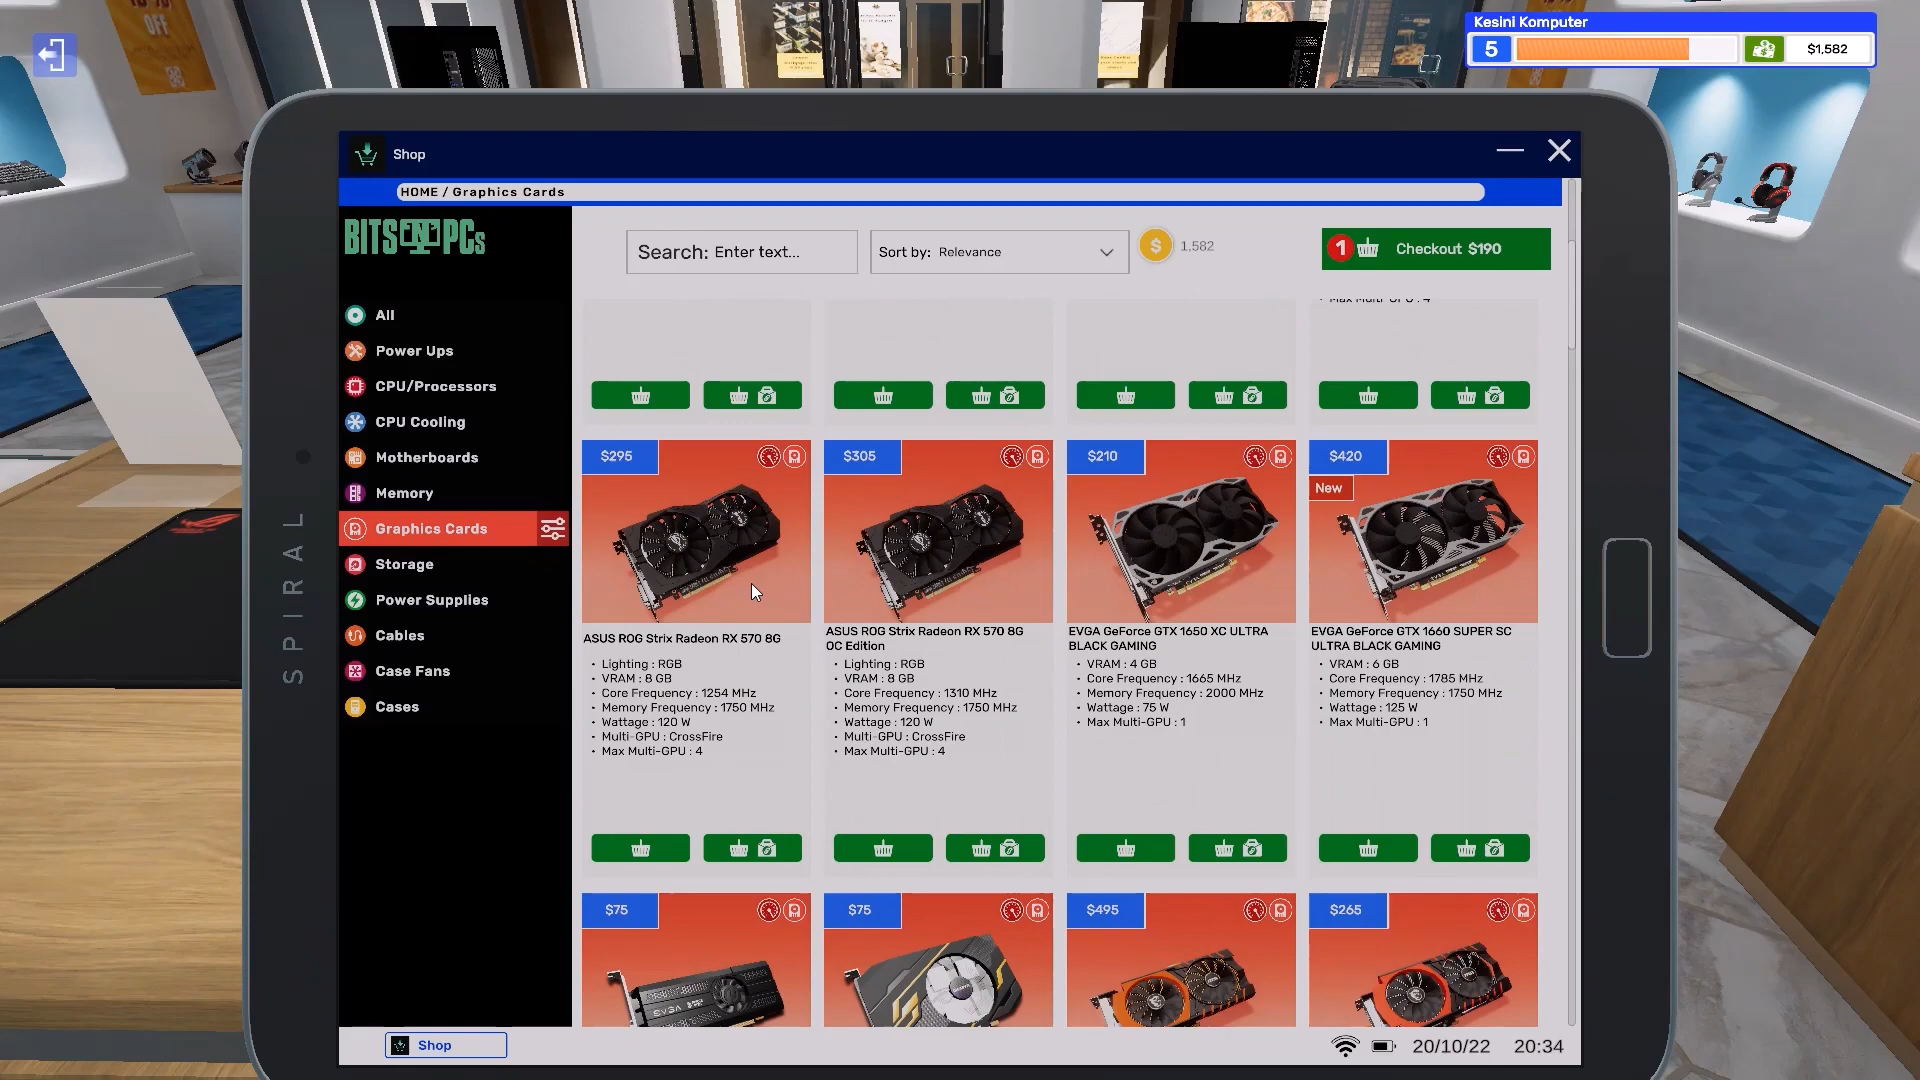 OFF
Kesini Komputer
5
$1,582
Shop
HOME / Graphics Cards
BITS N PCs
Search: Enter text...
Sort by: Relevance
$
1,582
1
Checkout $190
All
Power Ups
CPU/Processors
CPU Cooling
Motherboards
Memory
Graphics Cards
Storage
Power Supplies
Cables
Case Fans
Cases
SPIRAL
$295
$305
$210
$420
New
ASUS ROG Strix Radeon RX 570 8G
• Lighting : RGB
• VRAM : 8 GB
• Core Frequency : 1254 MHz
• Memory Frequency : 1750 MHz
• Wattage : 120 W
• Multi-GPU : CrossFire
• Max Multi-GPU : 4
ASUS ROG Strix Radeon RX 570 8G
OC Edition
• Lighting : RGB
• VRAM : 8 GB
• Core Frequency : 1310 MHz
• Memory Frequency : 1750 MHz
• Wattage : 120 W
• Multi-GPU : CrossFire
• Max Multi-GPU : 4
EVGA GeForce GTX 1650 XC ULTRA
BLACK GAMING
• VRAM : 4 GB
• Core Frequency : 1665 MHz
• Memory Frequency : 2000 MHz
• Wattage : 75 W
• Max Multi-GPU : 1
EVGA GeForce GTX 1660 SUPER SC
ULTRA BLACK GAMING
• VRAM : 6 GB
• Core Frequency : 1785 MHz
• Memory Frequency : 1750 MHz
• Wattage : 125 W
• Max Multi-GPU : 1
$75
$75
$495
$265
EVGA
Shop
20/10/22
20:34